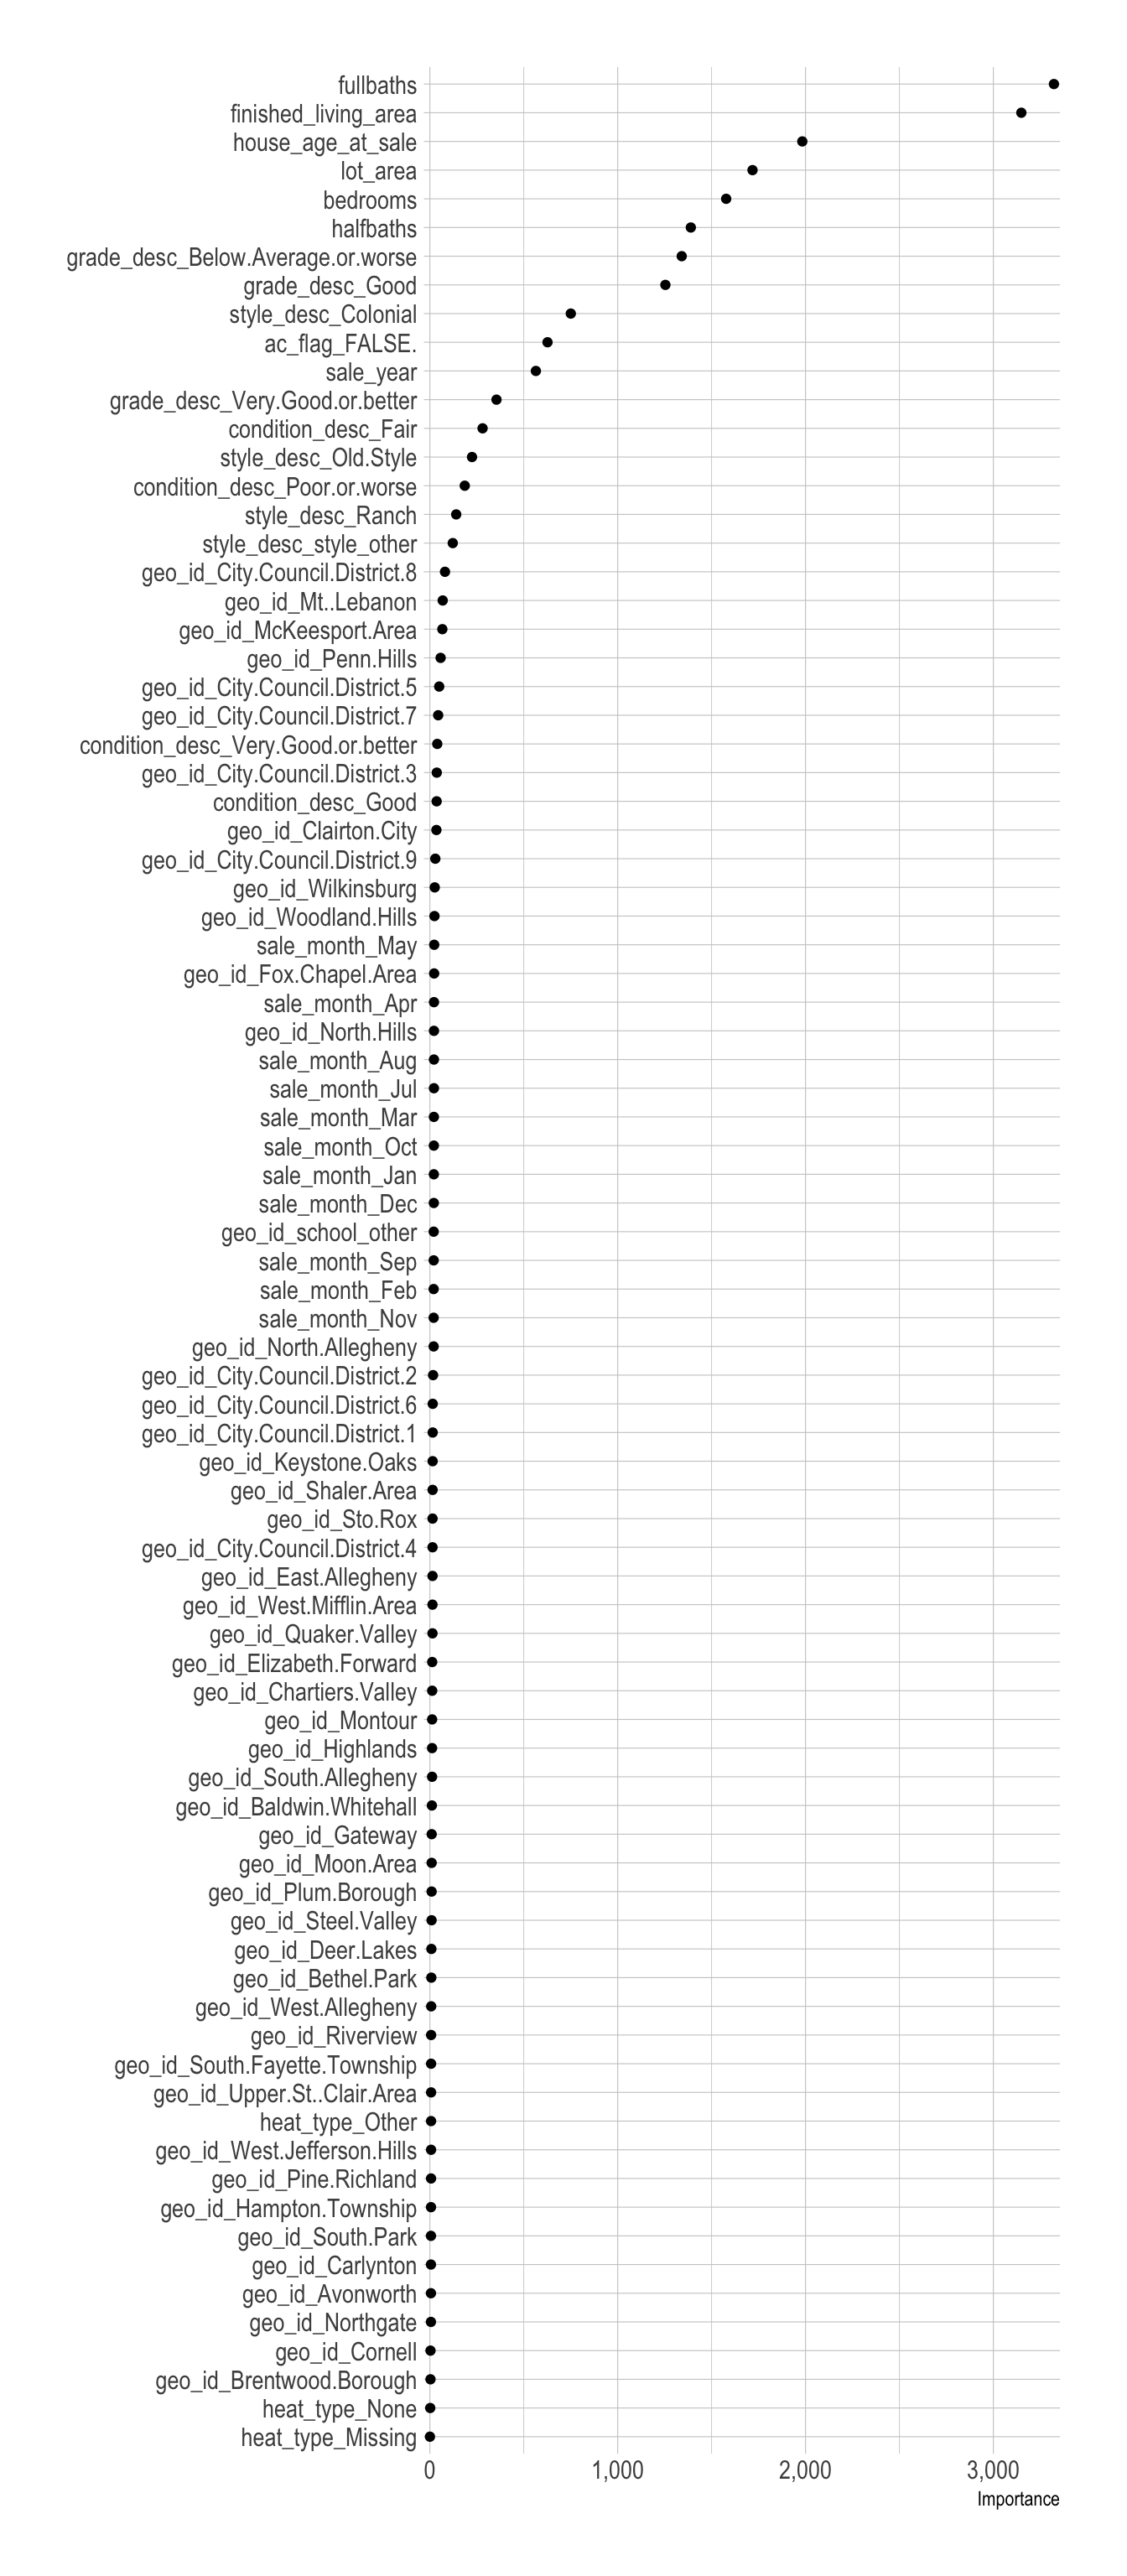 fullbaths
finished_living_area
house_age_at_sale
lot_area
bedrooms
halfbaths
grade_desc_Below.Average.or.worse
grade_desc_Good
style_desc_Colonial
ac_flag_FALSE.
sale_year
grade_desc_Very.Good.or.better
condition_desc_Fair
style_desc_Old.Style
condition_desc_Poor.or.worse
style_desc_Ranch
style_desc_style_other
geo_id_City.Council.District.8
geo_id_Mt..Lebanon
geo_id_McKeesport.Area
geo_id_Penn.Hills
geo_id_City.Council.District.5
geo_id_City.Council.District.7
condition_desc_Very.Good.or.better
geo_id_City.Council.District.3
condition_desc_Good
geo_id_Clairton.City
geo_id_City.Council.District.9
geo_id_Wilkinsburg
geo_id_Woodland.Hills
sale_month_May
geo_id_Fox.Chapel.Area
sale_month_Apr
geo_id_North.Hills
sale_month_Aug
sale_month_Jul
sale_month_Mar
sale_month_Oct
sale_month_Jan
sale_month_Dec
geo_id_school_other
sale_month_Sep
sale_month_Feb
sale_month_Nov
geo_id_North.Allegheny
geo_id_City.Council.District.2
geo_id_City.Council.District.6
geo_id_City.Council.District.1
geo_id_Keystone.Oaks
geo_id_Shaler.Area
geo_id_Sto.Rox
geo_id_City.Council.District.4
geo_id_East.Allegheny
geo_id_West.Mifflin.Area
geo_id_Quaker.Valley
geo_id_Elizabeth.Forward
geo_id_Chartiers.Valley
geo_id_Montour
geo_id_Highlands
geo_id_South.Allegheny
geo_id_Baldwin.Whitehall
geo_id_Gateway
geo_id_Moon.Area
geo_id_Plum.Borough
geo_id_Steel.Valley
geo_id_Deer.Lakes
geo_id_Bethel.Park
geo_id_West.Allegheny
geo_id_Riverview
geo_id_South.Fayette.Township
geo_id_Upper.St..Clair.Area
heat_type_Other
geo_id_West.Jefferson.Hills
geo_id_Pine.Richland
geo_id_Hampton.Township
geo_id_South.Park
geo_id_Carlynton
geo_id_Avonworth
geo_id_Northgate
geo_id_Cornell
geo_id_Brentwood.Borough
heat_type_None
heat_type_Missing
0 1,000 2,000 3,000
Importance